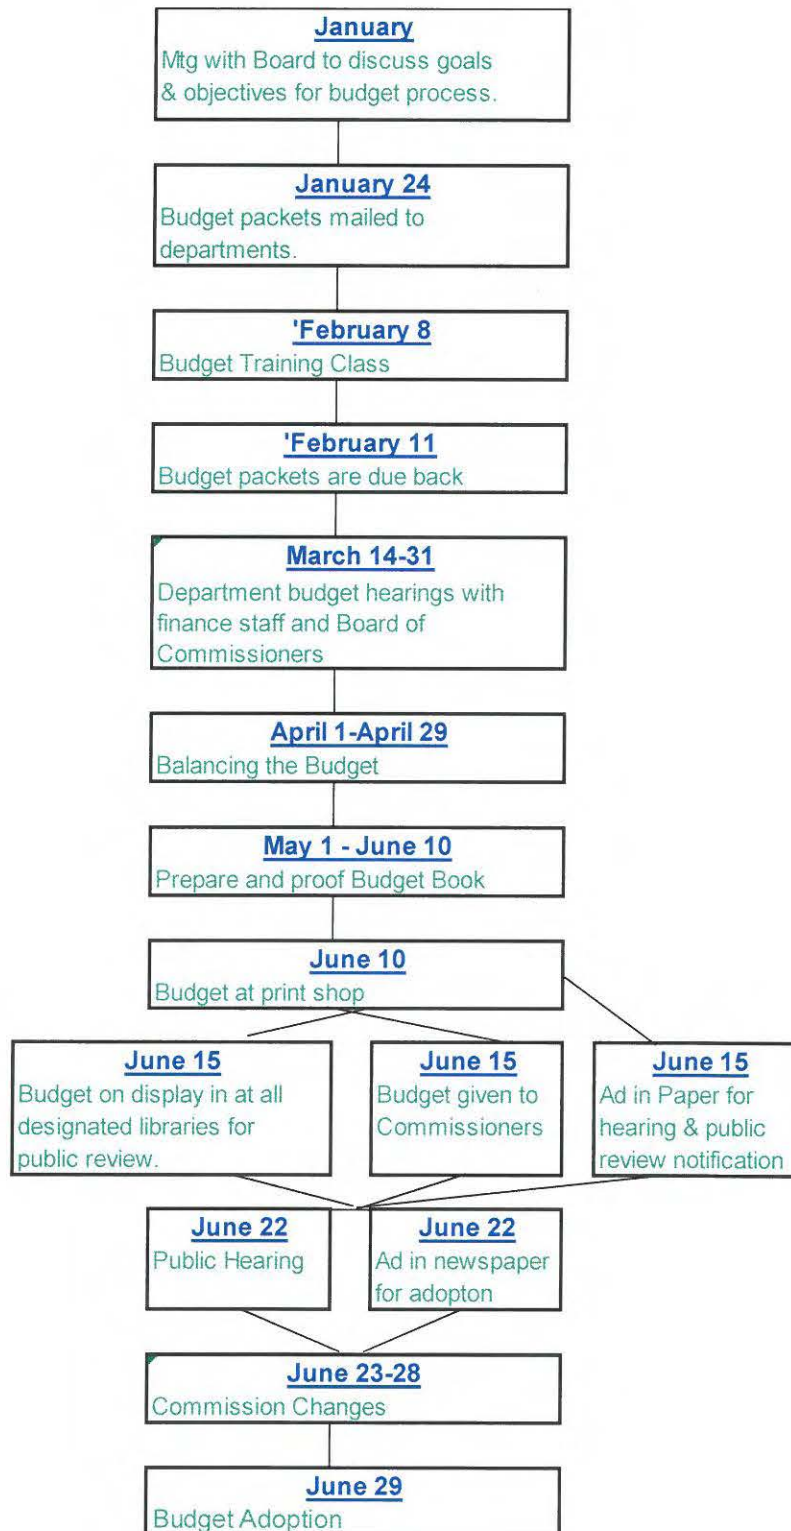 January
Mtg with Board to discuss goals
& objectives for budget process.
January 24
Budget packets mailed to
departments.
'February 8
Budget Training Class
'February 11
Budget packets are due back
March 14-31
Department budget hearings with
finance staff and Board of
Commissioners
April 1-April 29
Balancing the Budget
May 1 - June 10
Prepare and proof Budget Book
June 10
Budget at print shop
June 15
Budget on display in at all
designated libraries for
public review.
June 15
Budget given to
Commissioners
June 15
Ad in Paper for
hearing & public
review notification
June 22
Public Hearing
June 22
Ad in newspaper
for adopton
June 23-28
Commission Changes
June 29
Budget Adoption